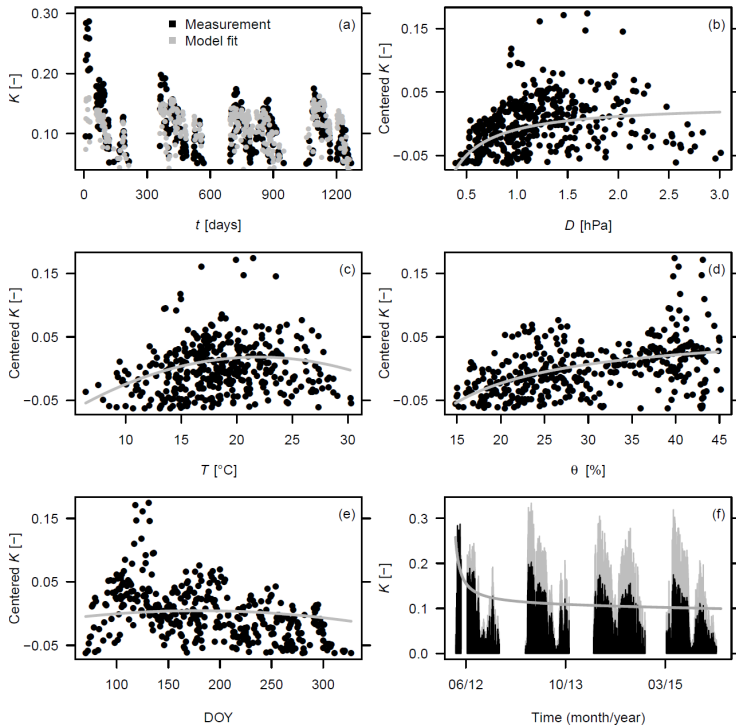 (a)
Measurement
Model fit
K [−]
0.30
0.20
0.10
0
300
600
900
1200
t [days]
(b)
Centered K [−]
0.15
0.05
−0.05
0.5
1.0
1.5
2.0
2.5
3.0
D [hPa]
(c)
Centered K [−]
0.15
0.05
−0.05
10
15
20
25
30
T [°C]
(d)
Centered K [−]
0.15
0.05
−0.05
15
20
25
30
35
40
45
θ [%]
(e)
Centered K [−]
0.15
0.05
−0.05
100
150
200
250
300
DOY
(f)
K [−]
0.3
0.2
0.1
0.0
06/12
10/13
03/15
Time (month/year)